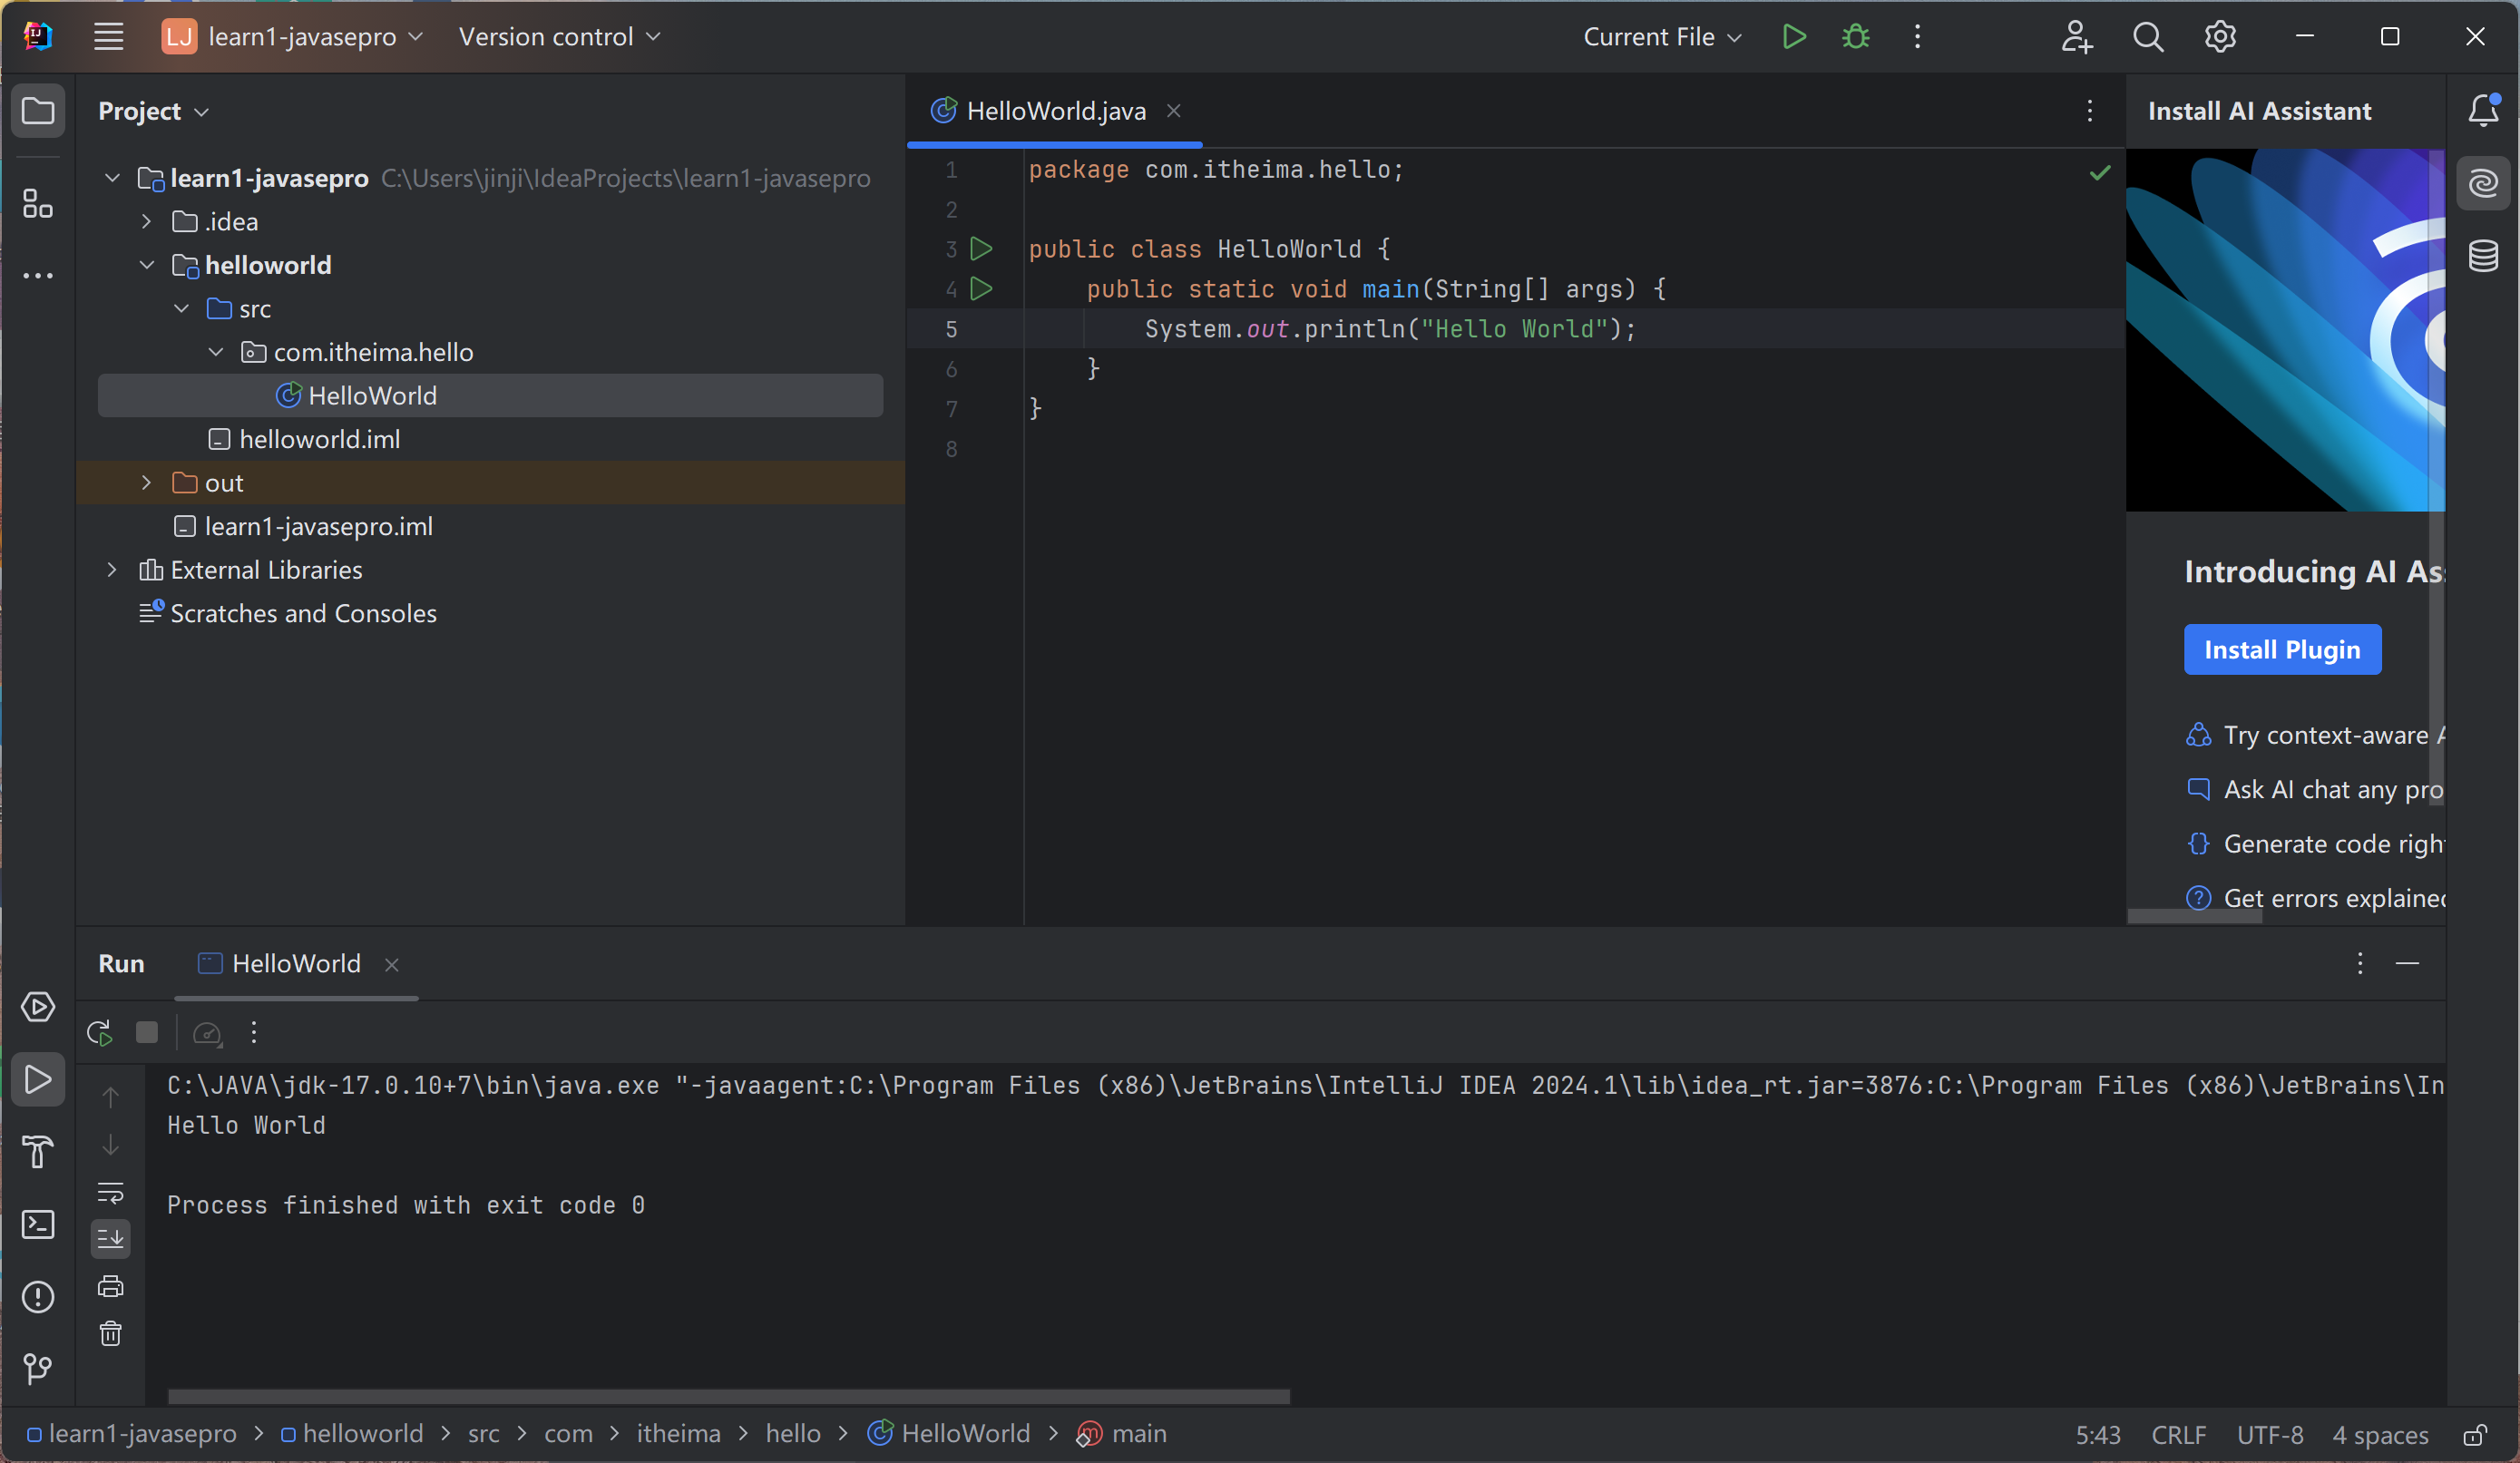 LJ learn1-javasepro Version control Current File
Project
learn1-javasepro C:\Users\jinji\IdeaProjects\learn1-javasepro
.idea
helloworld
src
com.itheima.hello
HelloWorld
helloworld.iml
out
learn1-javasepro.iml
External Libraries
Scratches and Consoles
HelloWorld.java
1 package com.itheima.hello;
2
3 public class HelloWorld {
4 public static void main(String[] args) {
5 System.out.println("Hello World");
6 }
7 }
8
Install AI Assistant
Introducing AI As
Install Plugin
Try context-aware A
Ask AI chat any pro
Generate code righ
Get errors explaine
Run HelloWorld
C:\JAVA\jdk-17.0.10+7\bin\java.exe "-javaagent:C:\Program Files (x86)\JetBrains\IntelliJ IDEA 2024.1\lib\idea_rt.jar=3876:C:\Program Files (x86)\JetBrains\In
Hello World
Process finished with exit code 0
learn1-javasepro > helloworld > src > com > itheima > hello > HelloWorld > main 5:43 CRLF UTF-8 4 spaces